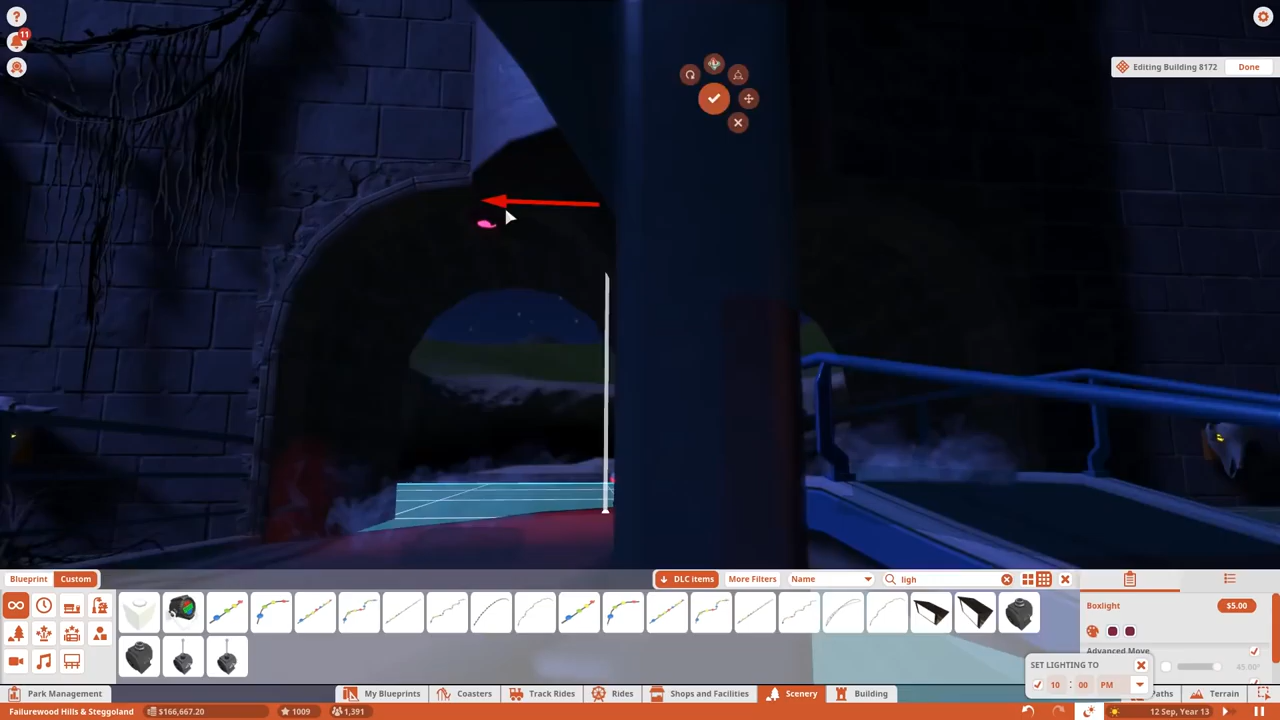 ?
11
Editing Building 8172
Done
Blueprint
Custom
DLC items
More Filters
Name
ligh
Boxlight
$5.00
Advanced Move
45.00°
SET LIGHTING TO
10 : 00 PM
Park Management
My Blueprints
Coasters
Track Rides
Rides
Shops and Facilities
Scenery
Building
Paths
Terrain
Failurewood Hills & Steggoland
$166,667.20
1009
1,391
12 Sep, Year 13